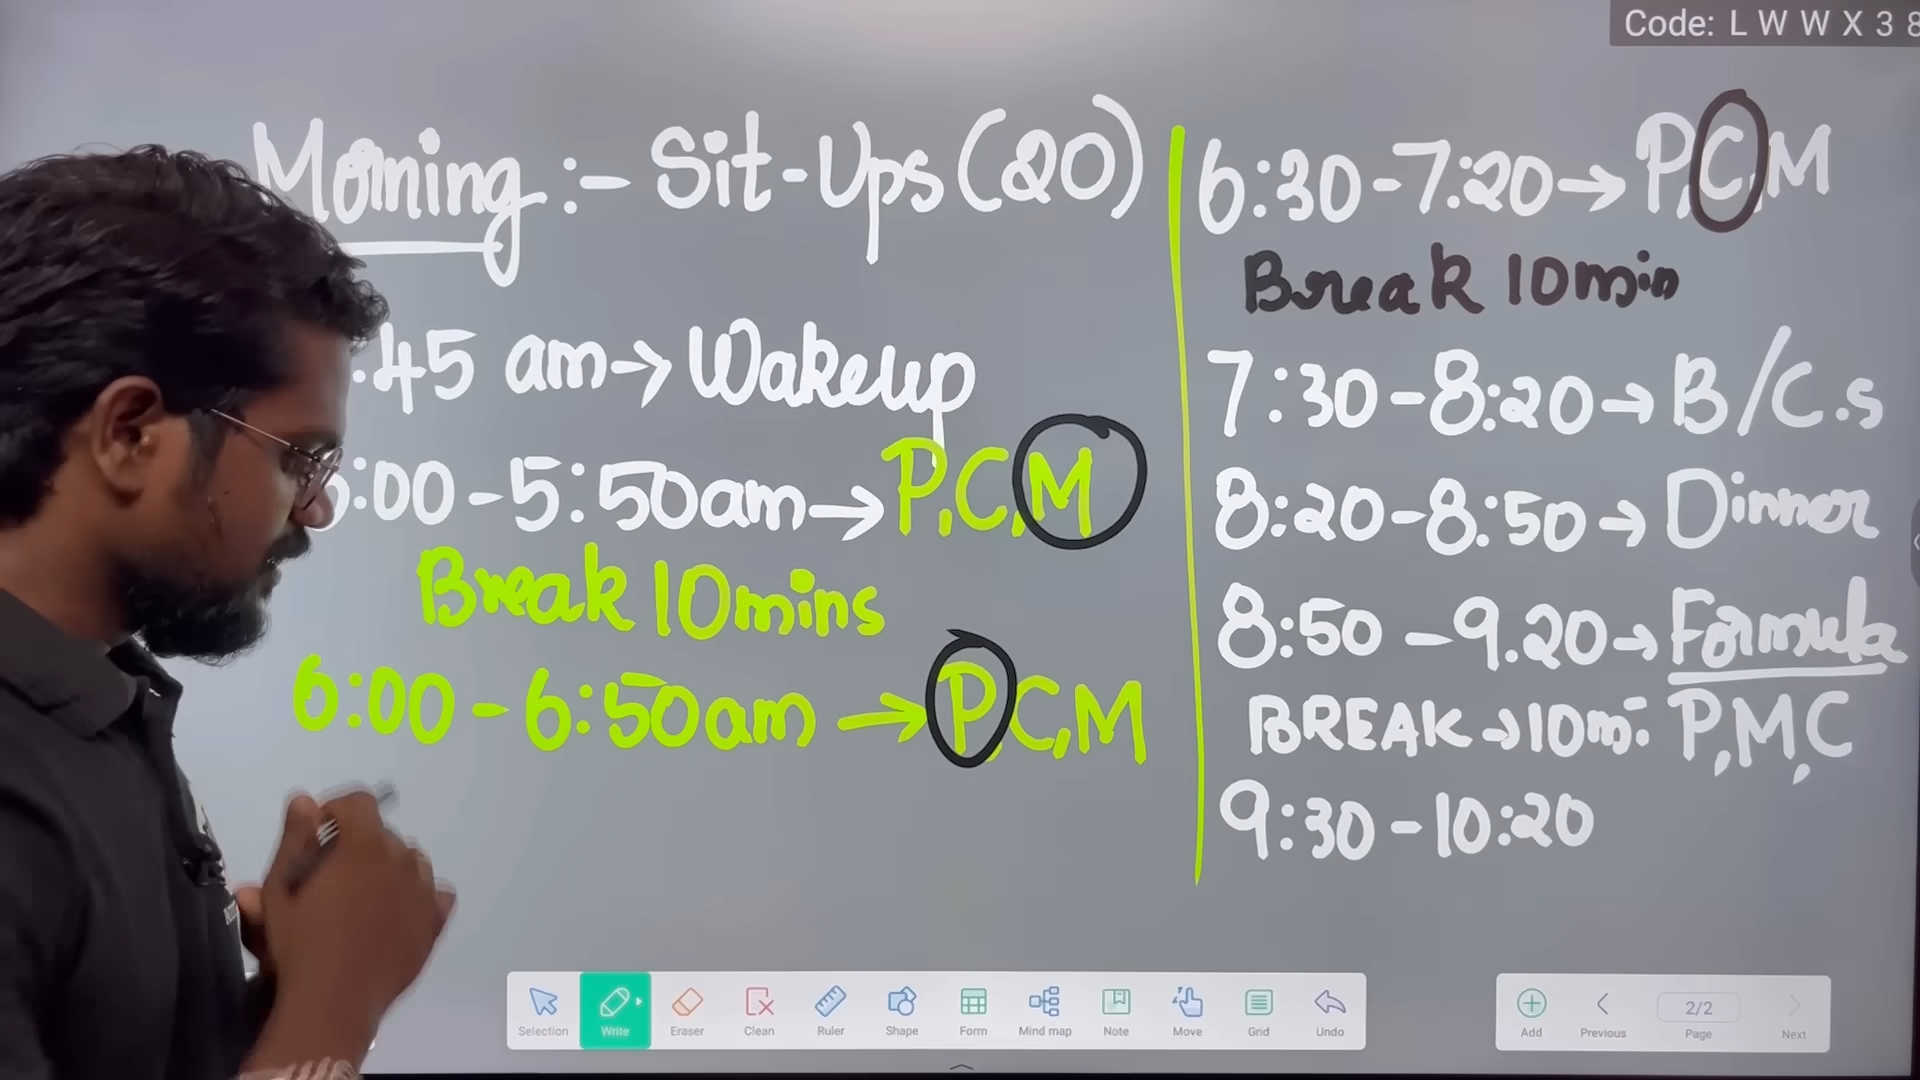 Code: L W W X 3 8
Morning :- Sit-Ups (20)
:45 am → Wakeup
:00 - 5:50am → P,C,M
Break 10mins
6:00 - 6:50am → P,C,M
6:30-7:20 → P,C,M
Break 10min
7:30-8:20 → B/C.S
8:20-8:50 → Dinner
8:50 - 9.20 → Formula
BREAK → 10m: P,M,C
9:30 - 10:20
Selection Write Eraser Clean Ruler Shape Form Mind map Note Move Grid Undo
Add Previous 2/2 Page Next